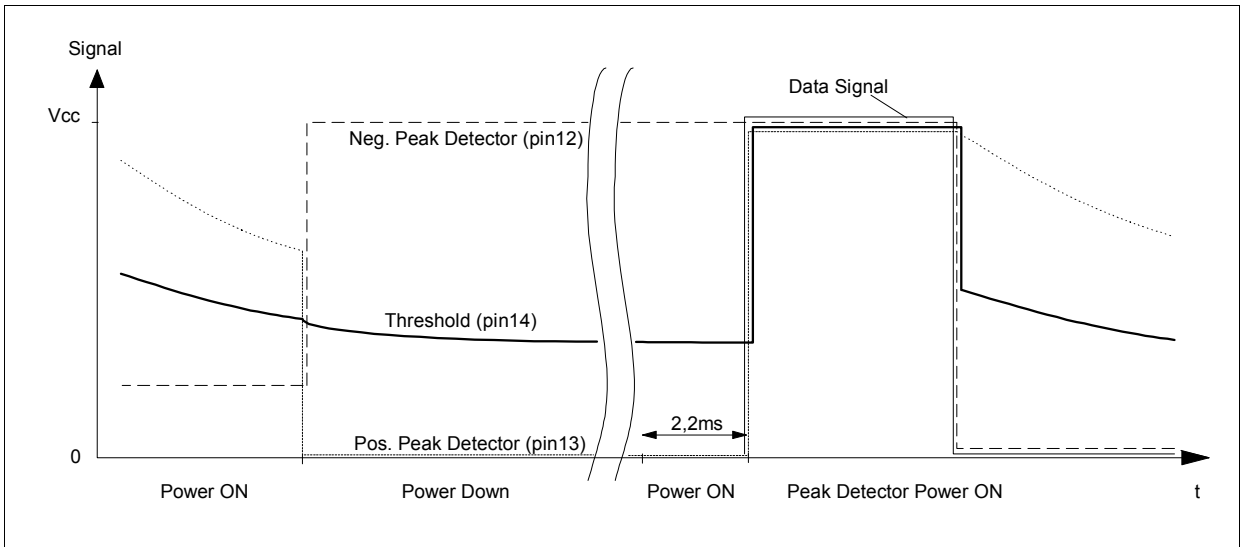 Signal
Data Signal
Vcc
Neg. Peak Detector (pin12)
Threshold (pin14)
2,2ms
Pos. Peak Detector (pin13)
0
Power ON
Power Down
Power ON
Peak Detector Power ON
t